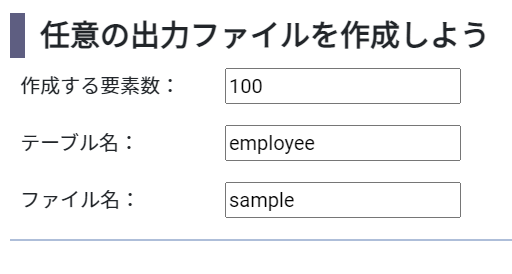 任意の出力ファイルを作成しよう
作成する要素数： 100
テーブル名： employee
ファイル名： sample